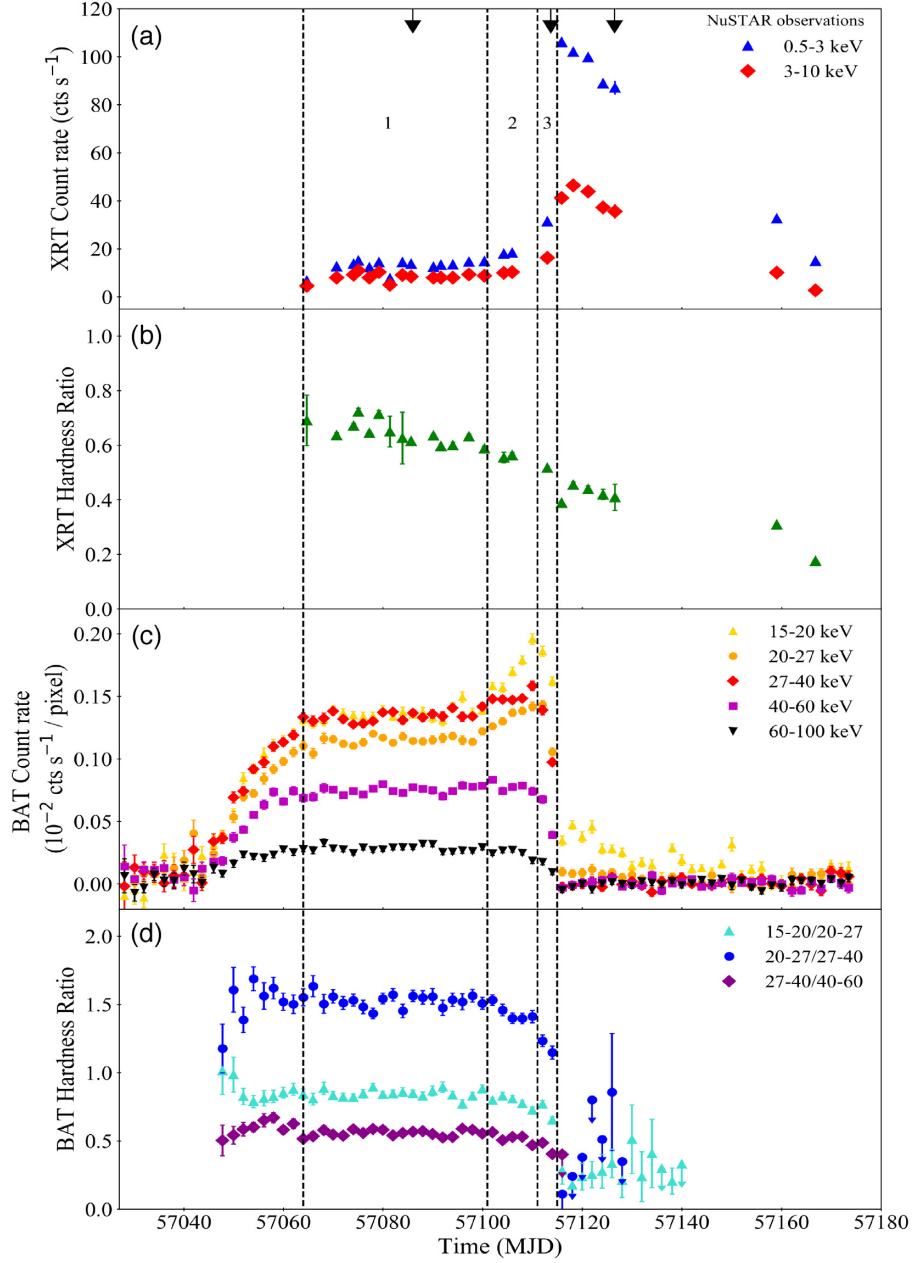 (a)
NuSTAR observations
0.5-3 keV
3-10 keV
1
2
3
120
100
80
60
40
20
0
XRT Count rate (cts s⁻¹)
(b)
1.0
0.8
0.6
0.4
0.2
0.0
XRT Hardness Ratio
(c)
15-20 keV
20-27 keV
27-40 keV
40-60 keV
60-100 keV
0.20
0.15
0.10
0.05
0.00
BAT Count rate
(10⁻² cts s⁻¹ / pixel)
(d)
15-20/20-27
20-27/27-40
27-40/40-60
2.0
1.5
1.0
0.5
0.0
BAT Hardness Ratio
57040 57060 57080 57100 57120 57140 57160 57180
Time (MJD)